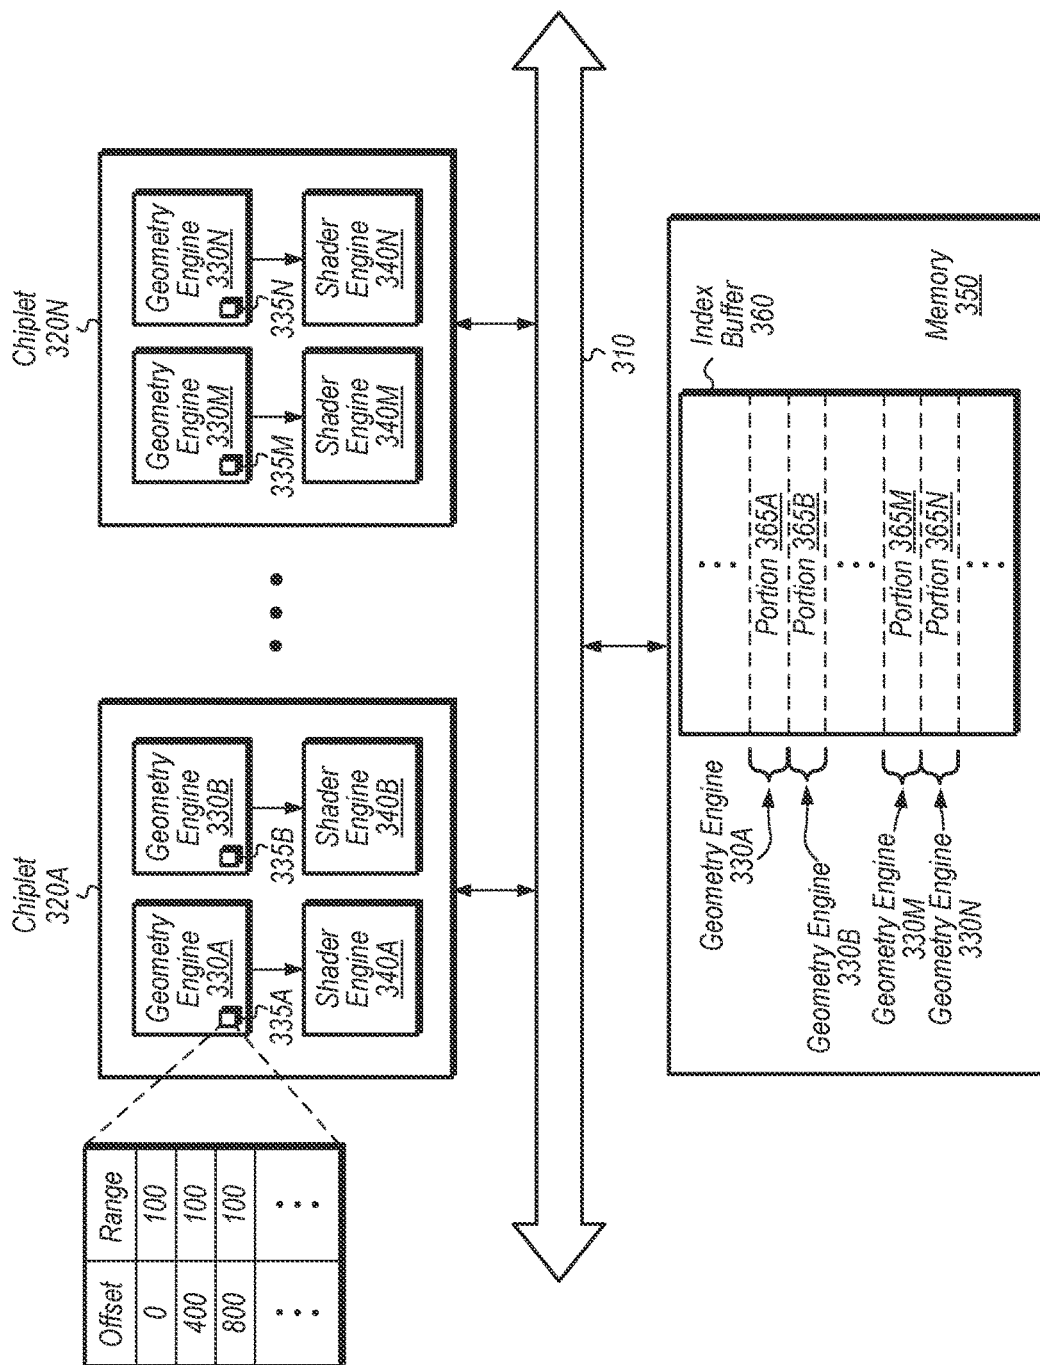 Offset Range
0 100
400 100
800 100
Chiplet
320A
Geometry
Engine
330A
335A
Shader
Engine
340A
Geometry
Engine
330B
335B
Shader
Engine
340B
Chiplet
320N
Geometry
Engine
330M
335M
Shader
Engine
340M
Geometry
Engine
330N
335N
Shader
Engine
340N
310
Geometry Engine
330A
Geometry Engine
330B
Geometry Engine
330M
Geometry Engine
330N
Portion 365A
Portion 365B
Portion 365M
Portion 365N
Index
Buffer
360
Memory
350